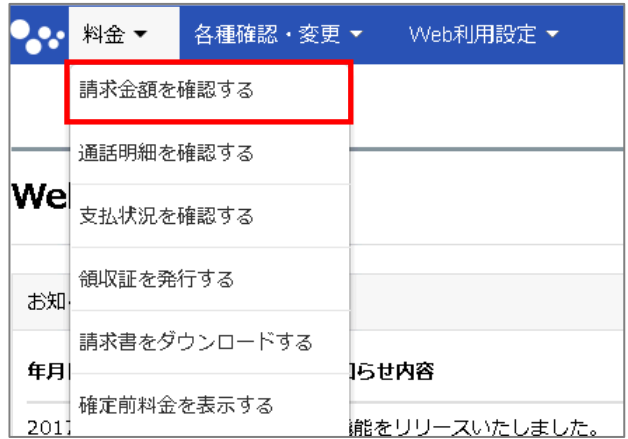 料金 ▼ 各種確認・変更 ▼ Web利用設定 ▼
請求金額を確認する
通話明細を確認する
We
支払状況を確認する
領収証を発行する
お知
請求書をダウンロードする
年月 らせ内容
確定前料金を表示する
2017 能をリリースいたしました。